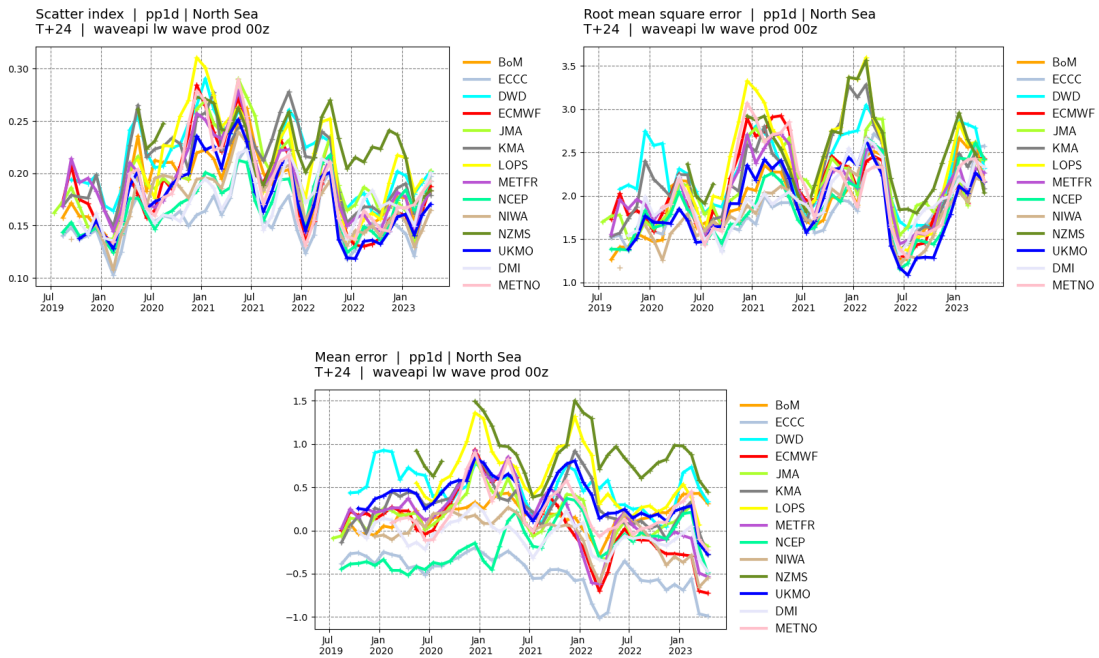 Scatter index | pp1d | North Sea
T+24 | waveapi lw wave prod 00z
0.30
0.25
0.20
0.15
0.10
Jul 2019
Jan 2020
Jul 2020
Jan 2021
Jul 2021
Jan 2022
Jul 2022
Jan 2023
BoM
ECCC
DWD
ECMWF
JMA
KMA
LOPS
METFR
NCEP
NIWA
NZMS
UKMO
DMI
METNO
Root mean square error | pp1d | North Sea
T+24 | waveapi lw wave prod 00z
3.5
3.0
2.5
2.0
1.5
1.0
Jul 2019
Jan 2020
Jul 2020
Jan 2021
Jul 2021
Jan 2022
Jul 2022
Jan 2023
BoM
ECCC
DWD
ECMWF
JMA
KMA
LOPS
METFR
NCEP
NIWA
NZMS
UKMO
DMI
METNO
Mean error | pp1d | North Sea
T+24 | waveapi lw wave prod 00z
1.5
1.0
0.5
0.0
−0.5
−1.0
Jul 2019
Jan 2020
Jul 2020
Jan 2021
Jul 2021
Jan 2022
Jul 2022
Jan 2023
BoM
ECCC
DWD
ECMWF
JMA
KMA
LOPS
METFR
NCEP
NIWA
NZMS
UKMO
DMI
METNO